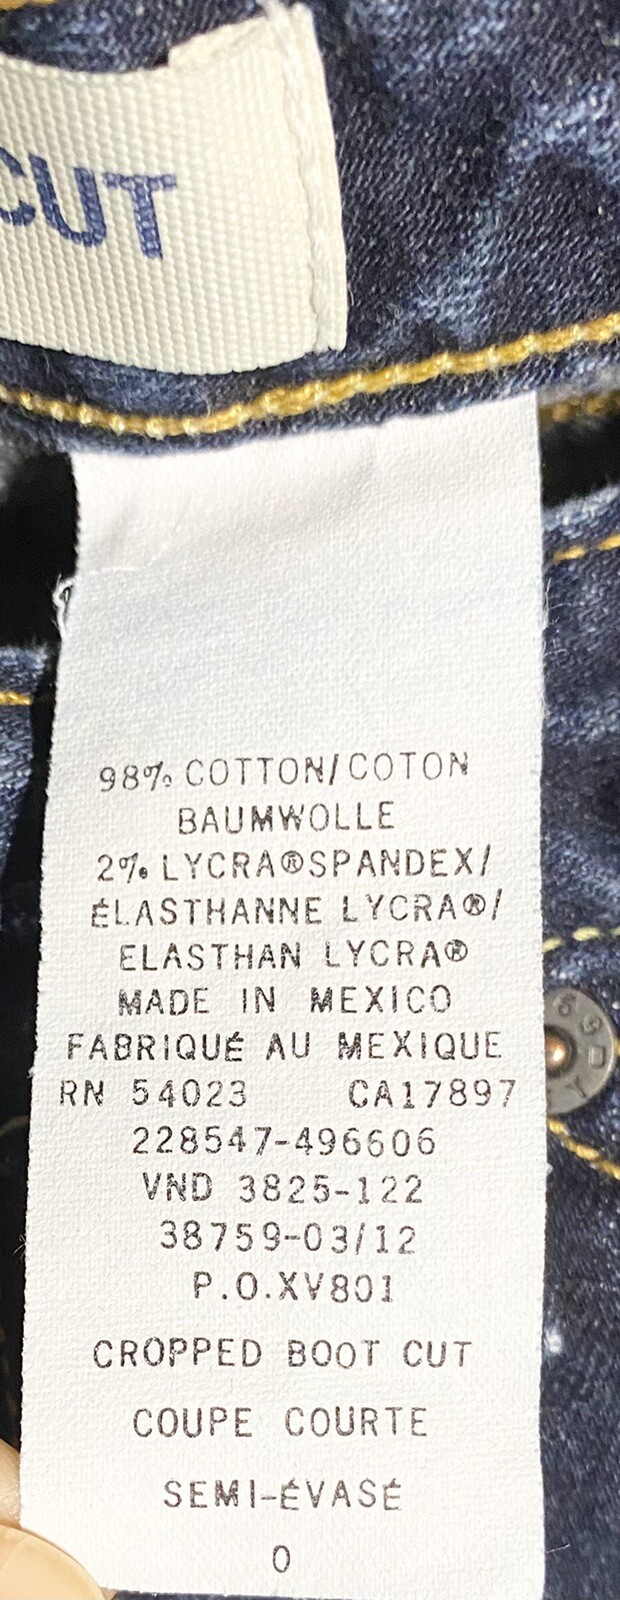 CUT
98% COTTON/COTON
BAUMWOLLE
2% LYCRA®SPANDEX/
ÉLASTHANNE LYCRA®/
ELASTHAN LYCRA®
MADE IN MEXICO
FABRIQUÉ AU MEXIQUE
RN 54023 CA17897
228547-496606
VND 3825-122
38759-03/12
P.O.XV801
CROPPED BOOT CUT
COUPE COURTE
SEMI-ÉVASÉ
0